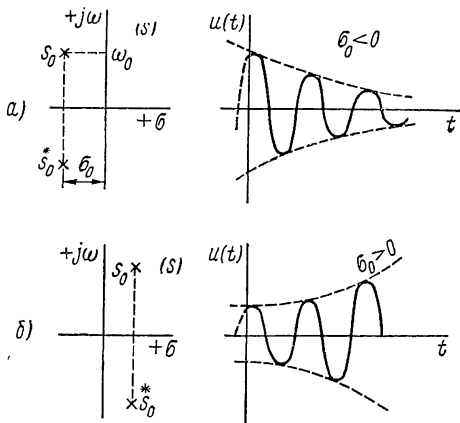 +jω (S) u(t) σ₀<0
S₀ ω₀
а) +σ t
S₀* σ₀
+jω (S) u(t) σ₀>0
S₀
б) +σ t
S₀*